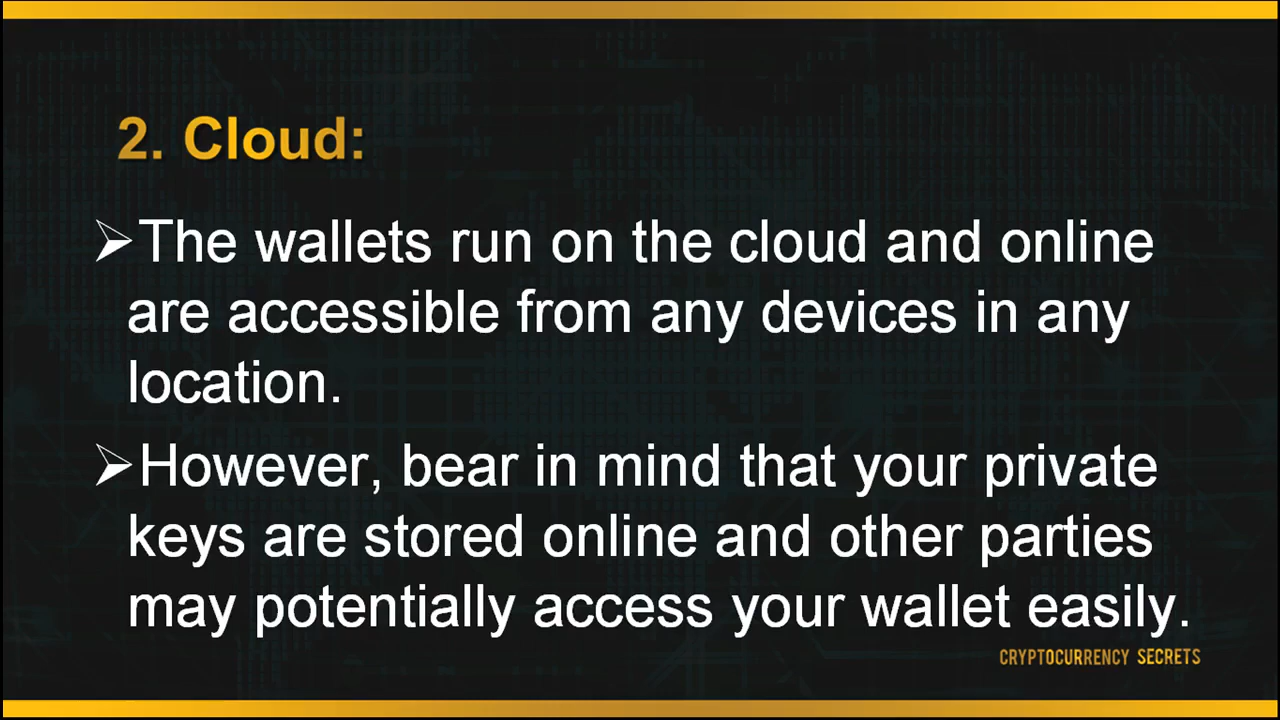 2. Cloud:
➢The wallets run on the cloud and online
are accessible from any devices in any
location.
➢However, bear in mind that your private
keys are stored online and other parties
may potentially access your wallet easily.
CRYPTOCURRENCY SECRETS